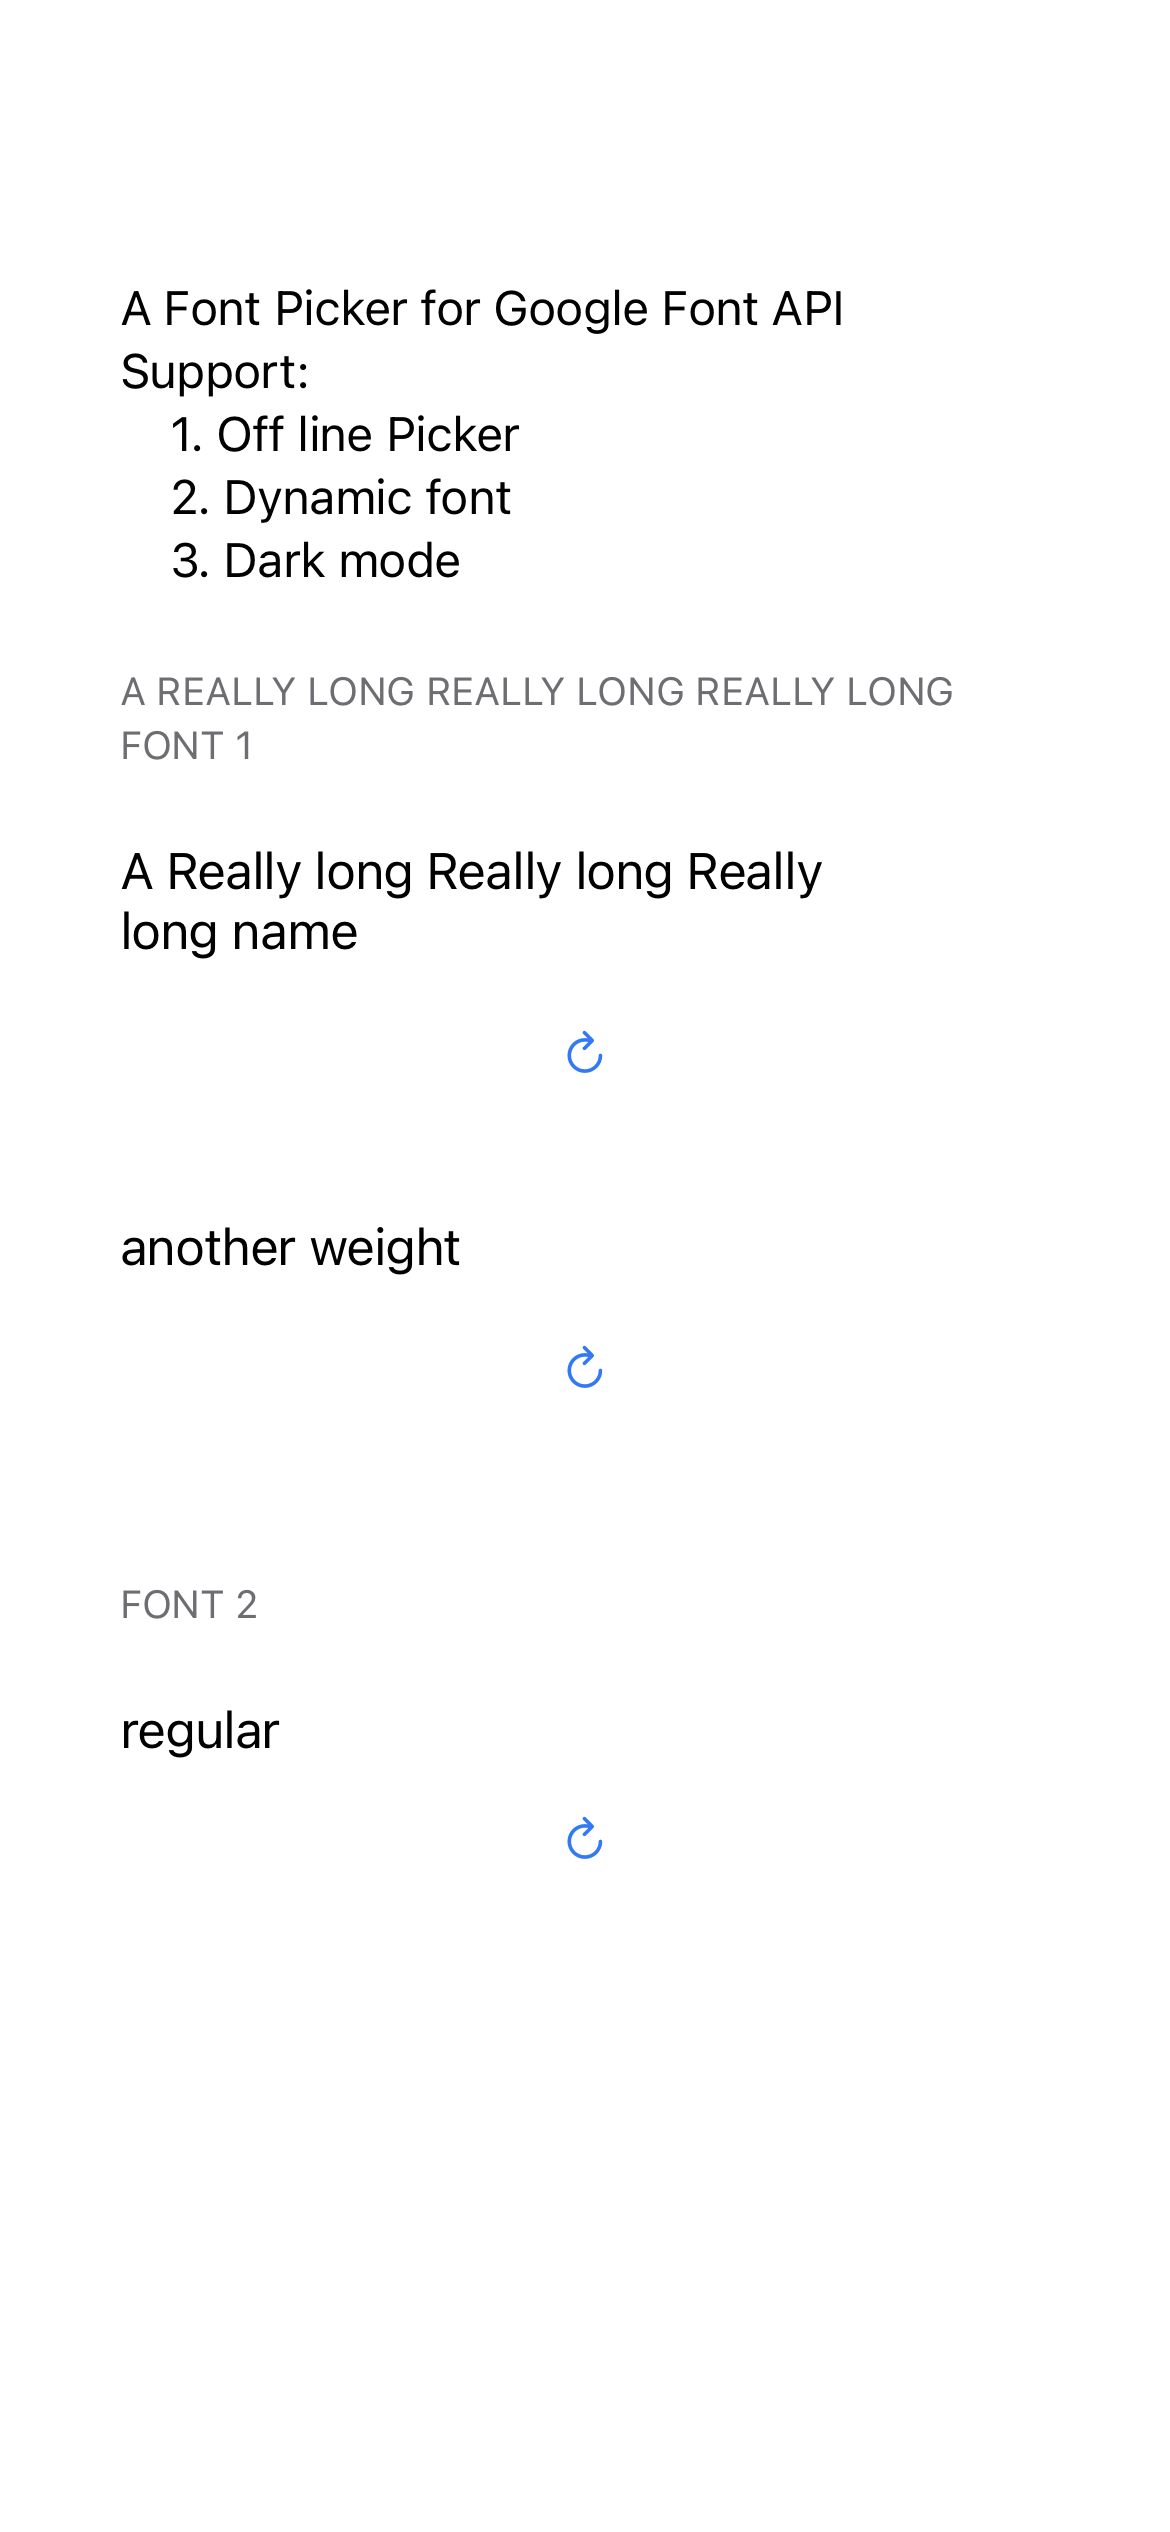 A Font Picker for Google Font API
Support:
1. Off line Picker
2. Dynamic font
3. Dark mode
A REALLY LONG REALLY LONG REALLY LONG
FONT 1
A Really long Really long Really
long name
another weight
FONT 2
regular